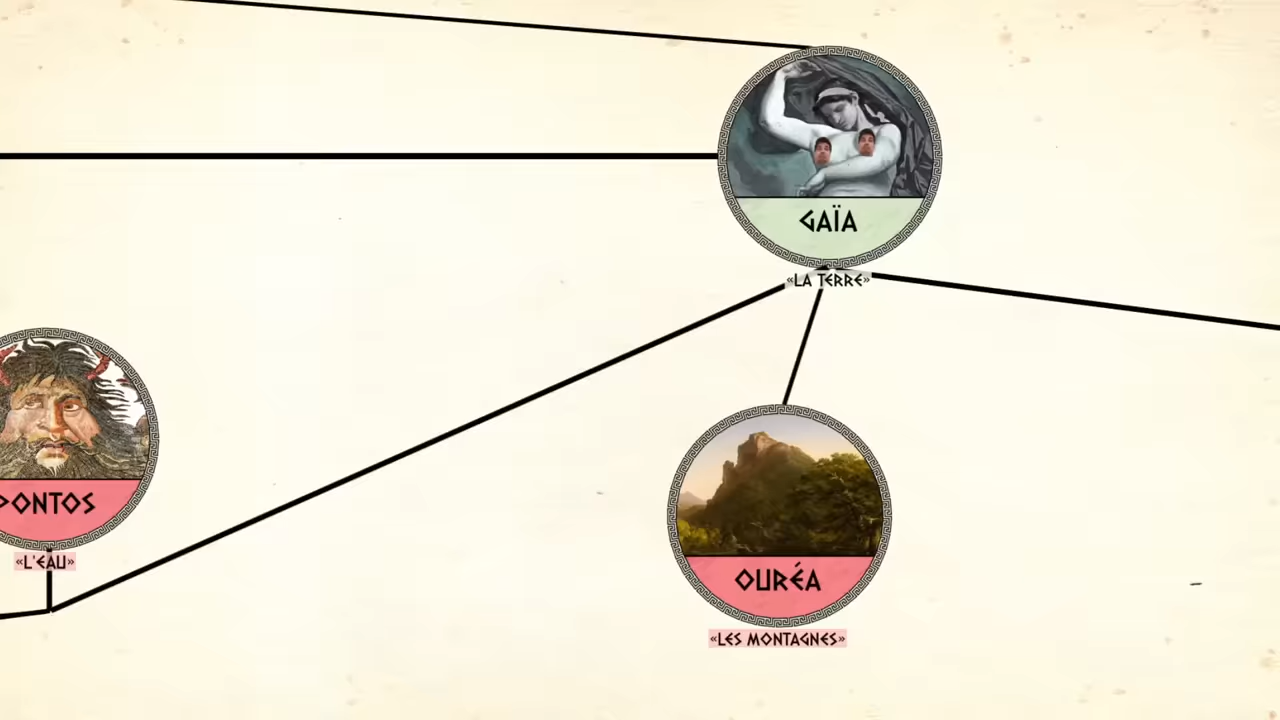 GAÏA
«LA TERRE»
PONTOS
«L'EAU»
OURÉA
«LES MONTAGNES»